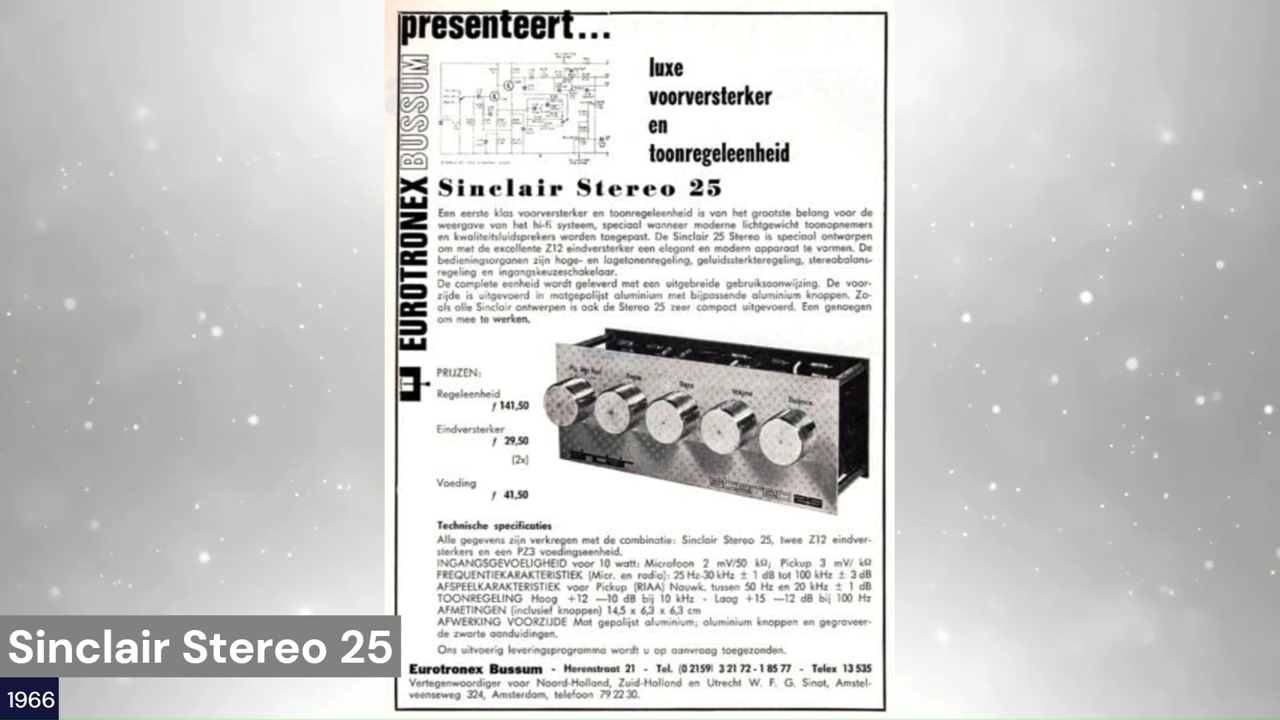 presenteert...
EUROTRONEX BUSSUM
luxe
voorversterker
en
toonregeleenheid
Sinclair Stereo 25
Een eerste klas voorversterker en toonregeleenheid is van het grootste belang voor de
weergave van het hi-fi systeem, speciaal wanneer moderne lichtgewicht toonopnemers
en kwaliteitsluidsprekers worden toegepast. De Sinclair 25 Stereo is speciaal ontworpen
om met de excellente Z12 eindversterker een elegant en modern apparaat te vormen. De
bedieningsorganen zijn hoge- en lagetonenregeling, geluidssterkteregeling, stereobalans-
regeling en ingangskeuzeschakelaar.
De complete eenheid wordt geleverd met een uitgebreide gebruiksaanwijzing. De voor-
zijde is uitgevoerd in matgepolijst aluminium met bijpassende aluminium knoppen. Zo-
als alle Sinclair ontwerpen is ook de Stereo 25 zeer compact uitgevoerd. Een genoegen
om mee te werken.
PRIJZEN:
Regeleenheid
f 141,50
Eindversterker
f 29,50
(2x)
Voeding
f 41,50
Balance
Technische specificaties
Alle gegevens zijn verkregen met de combinatie: Sinclair Stereo 25, twee Z12 eindver-
sterkers en een PZ3 voedingseenheid.
INGANGSGEVOELIGHEID voor 10 watt: Microfoon 2 mV/50 kΩ; Pickup 3 mV/ kΩ
FREQUENTIEKARAKTERISTIEK (Micr. en radio): 25 Hz-30 kHz ± 1 dB tot 100 kHz ± 3 dB
AFSPEELKARAKTERISTIEK voor Pickup (RIAA) Nauwk. tussen 50 Hz en 20 kHz ± 1 dB
TOONREGELING Hoog +12 —10 dB bij 10 kHz - Laag +15 —12 dB bij 100 Hz
AFMETINGEN (inclusief knoppen) 14,5 x 6,3 x 6,3 cm
AFWERKING VOORZIJDE Mat gepolijst aluminium; aluminium knoppen en gegraveer-
de zwarte aanduidingen.
Ons uitvoerig leveringsprogramma wordt u op aanvraag toegezonden.
Eurotronex Bussum - Herenstraat 21 - Tel. (0 2159) 3 21 72 - 1 85 77 - Telex 13 535
Vertegenwoordiger voor Noord-Holland, Zuid-Holland en Utrecht W. F. G. Sinot, Amstel-
veenseweg 324, Amsterdam, telefoon 79 22 30.
Sinclair Stereo 25
1966